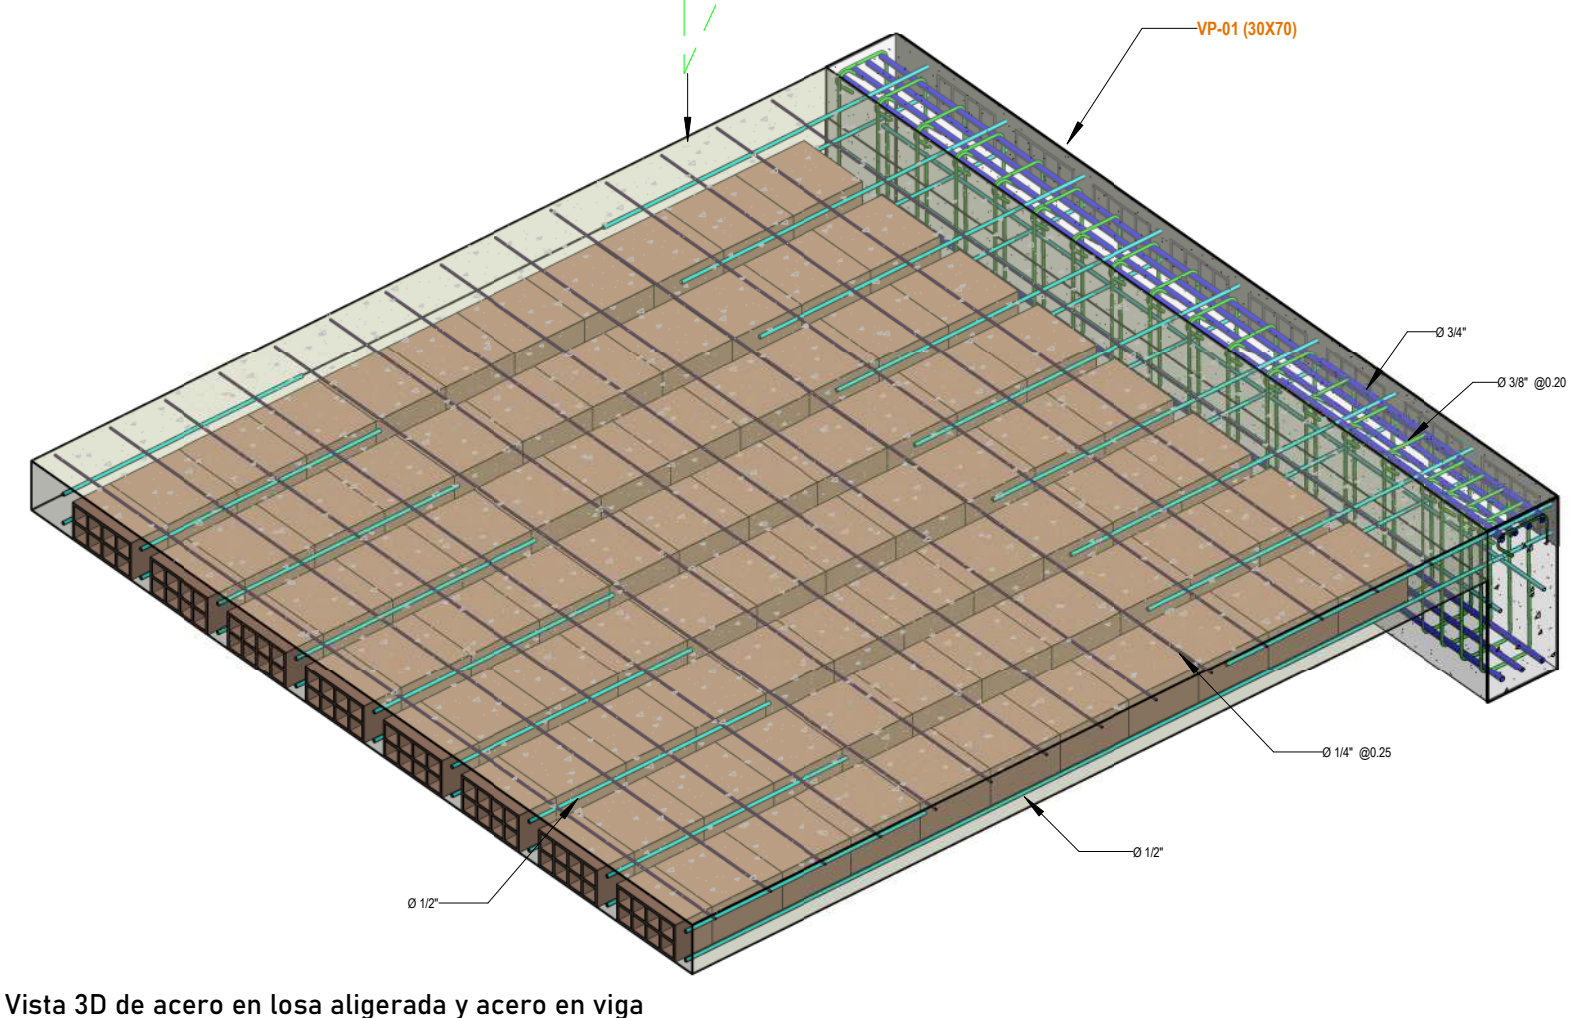 VP-01 (30X70)
Ø 3/4"
Ø 3/8" @0.20
Ø 1/4" @0.25
Ø 1/2"
Ø 1/2"
Vista 3D de acero en losa aligerada y acero en viga